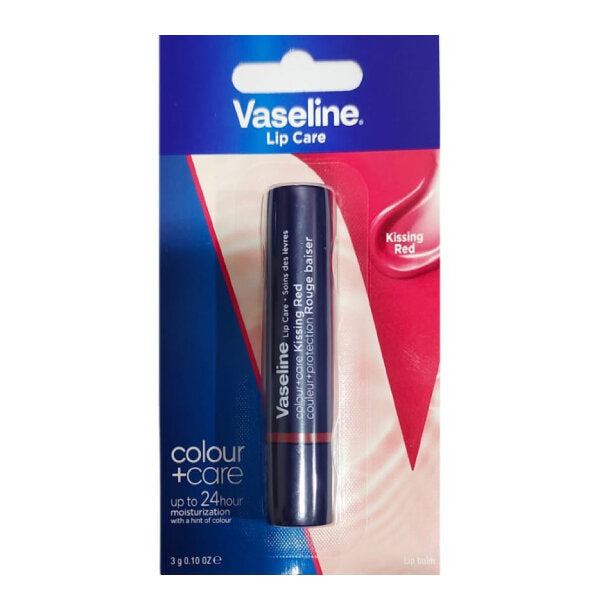 Vaseline®
Lip Care
Kissing
Red
Vaseline Lip Care • Soins des lèvres
colour+care Kissing Red
couleur+protection Rouge baiser
colour
+care
up to 24hour
moisturization
with a hint of colour
3 g 0.10 OZ℮
Lip balm